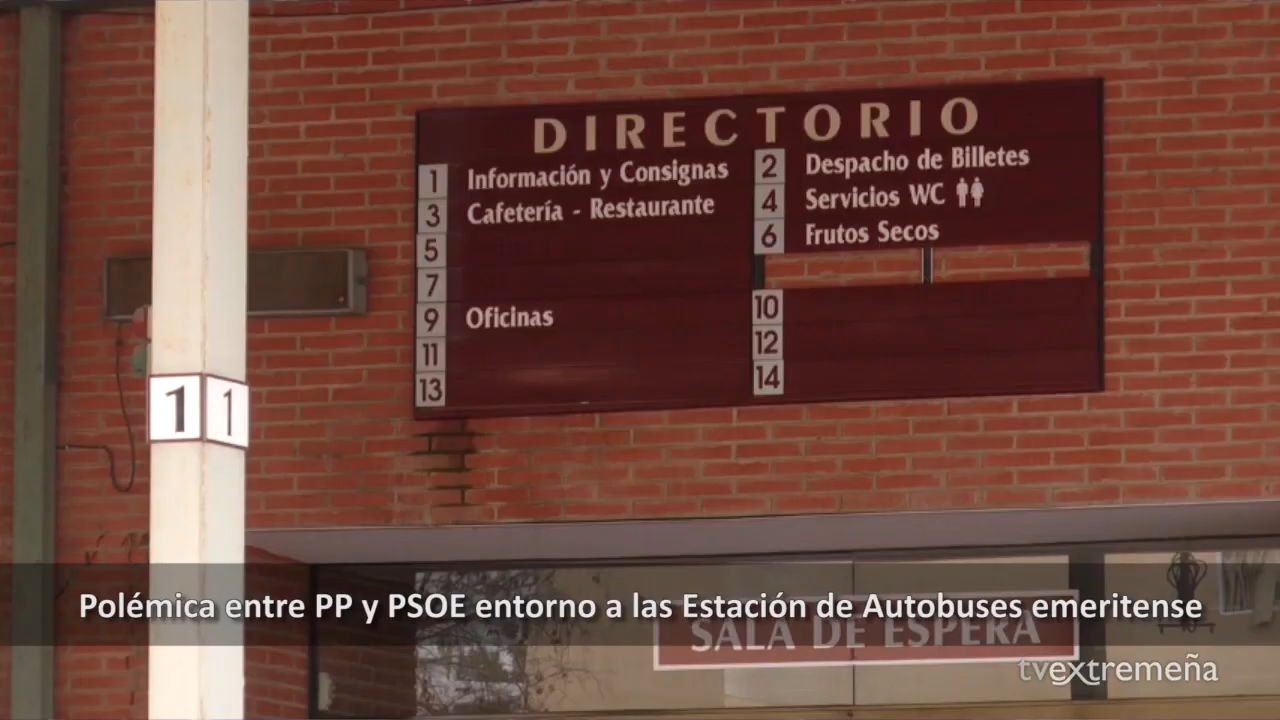 DIRECTORIO
1 Información y Consignas
3 Cafetería - Restaurante
5
7
9 Oficinas
11
13
2 Despacho de Billetes
4 Servicios WC
6 Frutos Secos
10
12
14
1 1
Polémica entre PP y PSOE entorno a las Estación de Autobuses emeritense
SALA DE ESPERA
tvextremeña